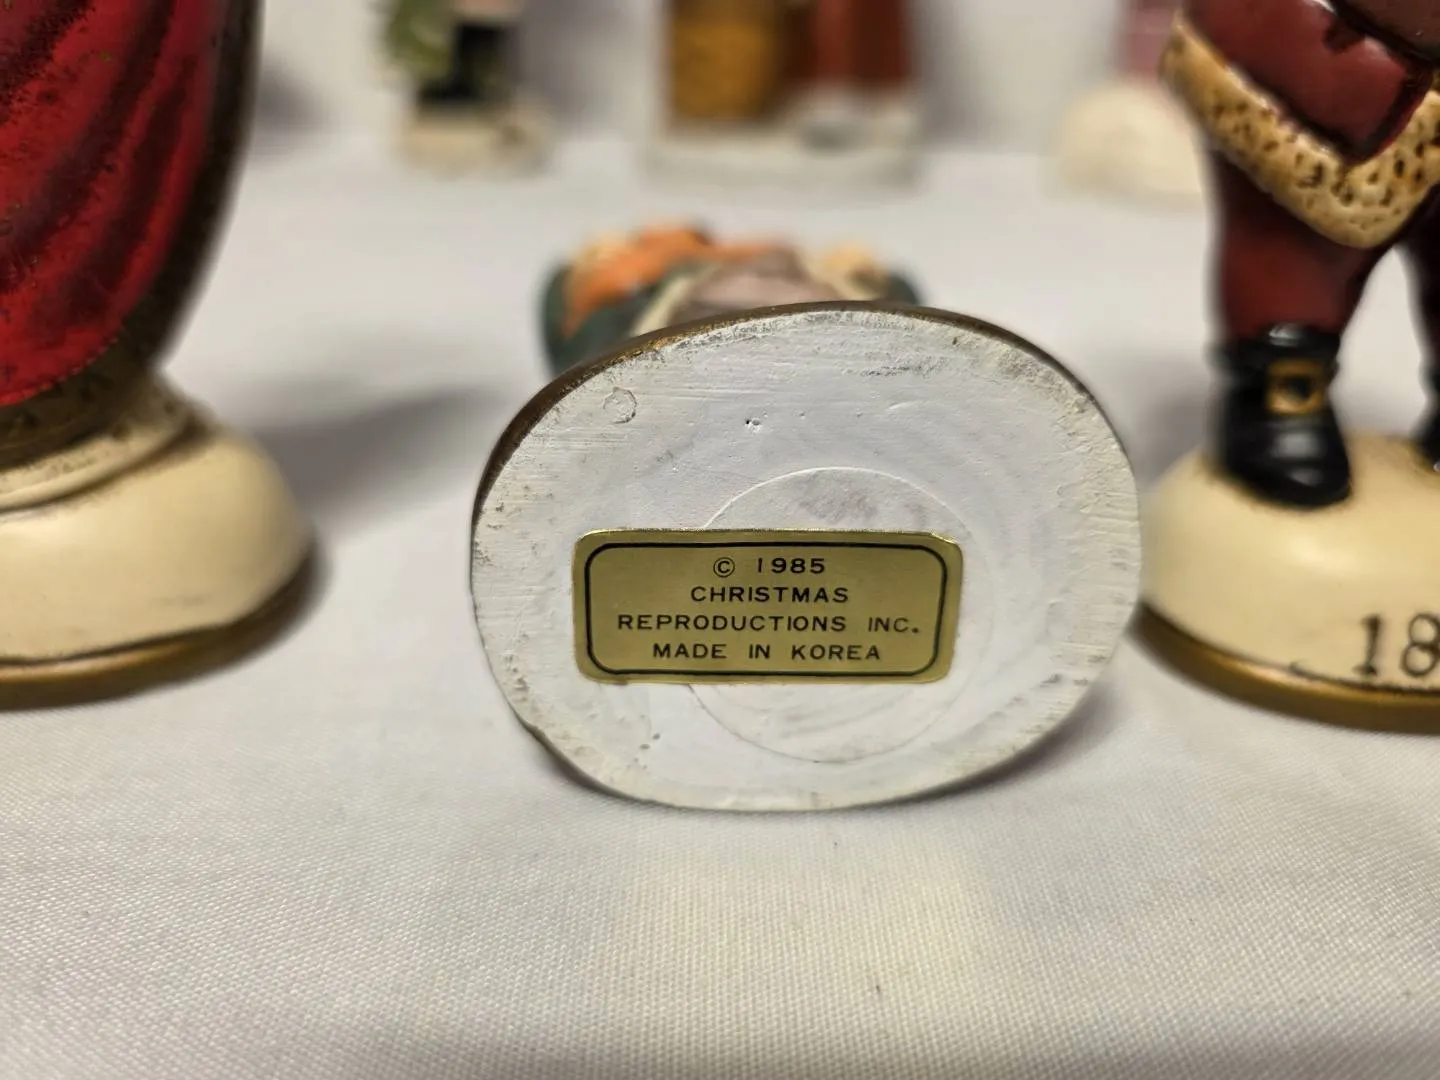 © 1985
CHRISTMAS
REPRODUCTIONS INC.
MADE IN KOREA
18